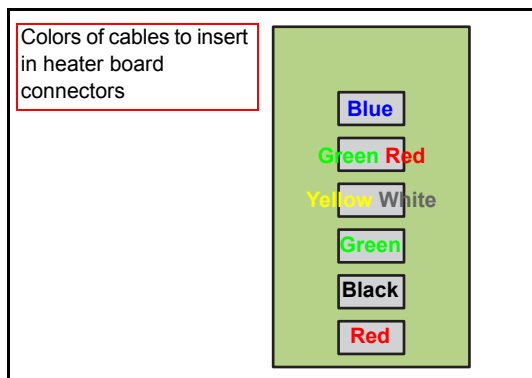 Colors of cables to insert
in heater board
connectors
Blue
Green Red
Yellow White
Green
Black
Red